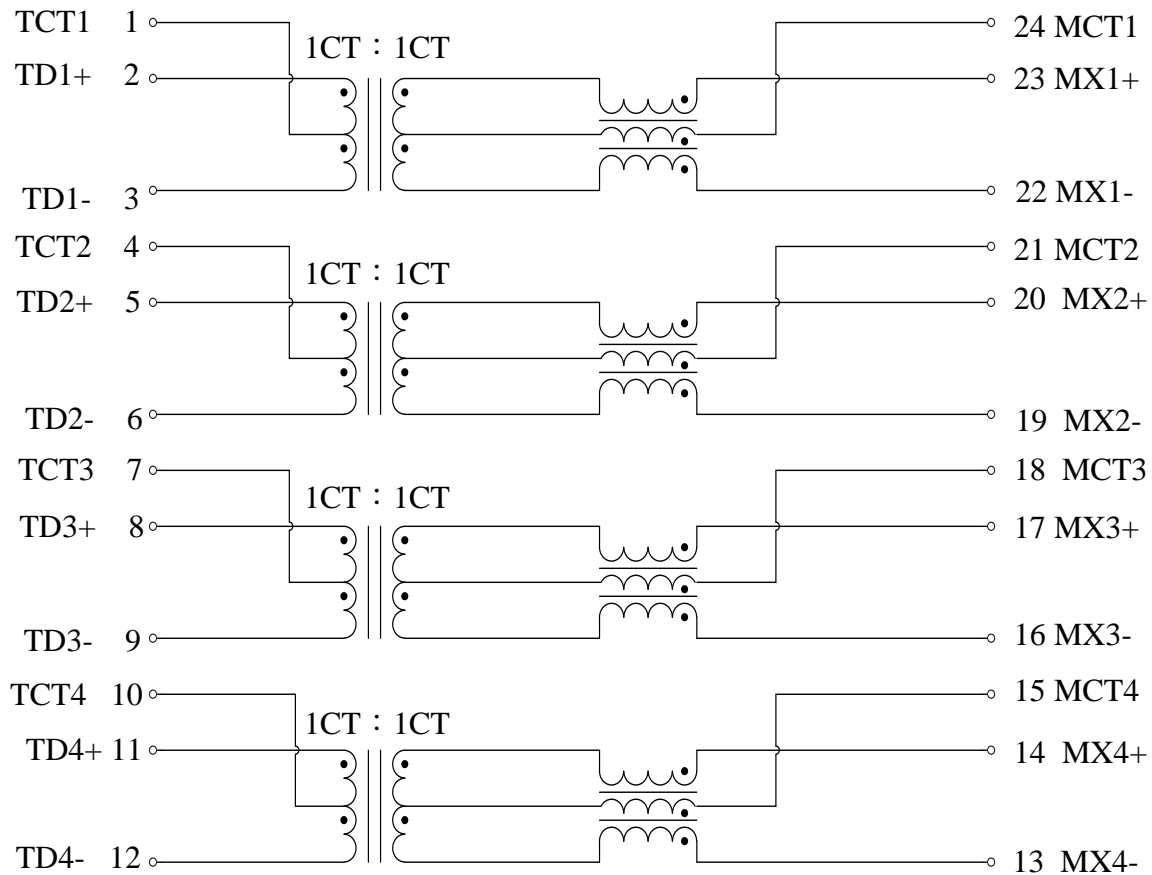 TCT1 1 24 MCT1
1CT : 1CT
TD1+ 2 23 MX1+
TD1- 3 22 MX1-
TCT2 4 21 MCT2
1CT : 1CT
TD2+ 5 20 MX2+
TD2- 6 19 MX2-
TCT3 7 18 MCT3
1CT : 1CT
TD3+ 8 17 MX3+
TD3- 9 16 MX3-
TCT4 10 15 MCT4
1CT : 1CT
TD4+ 11 14 MX4+
TD4- 12 13 MX4-